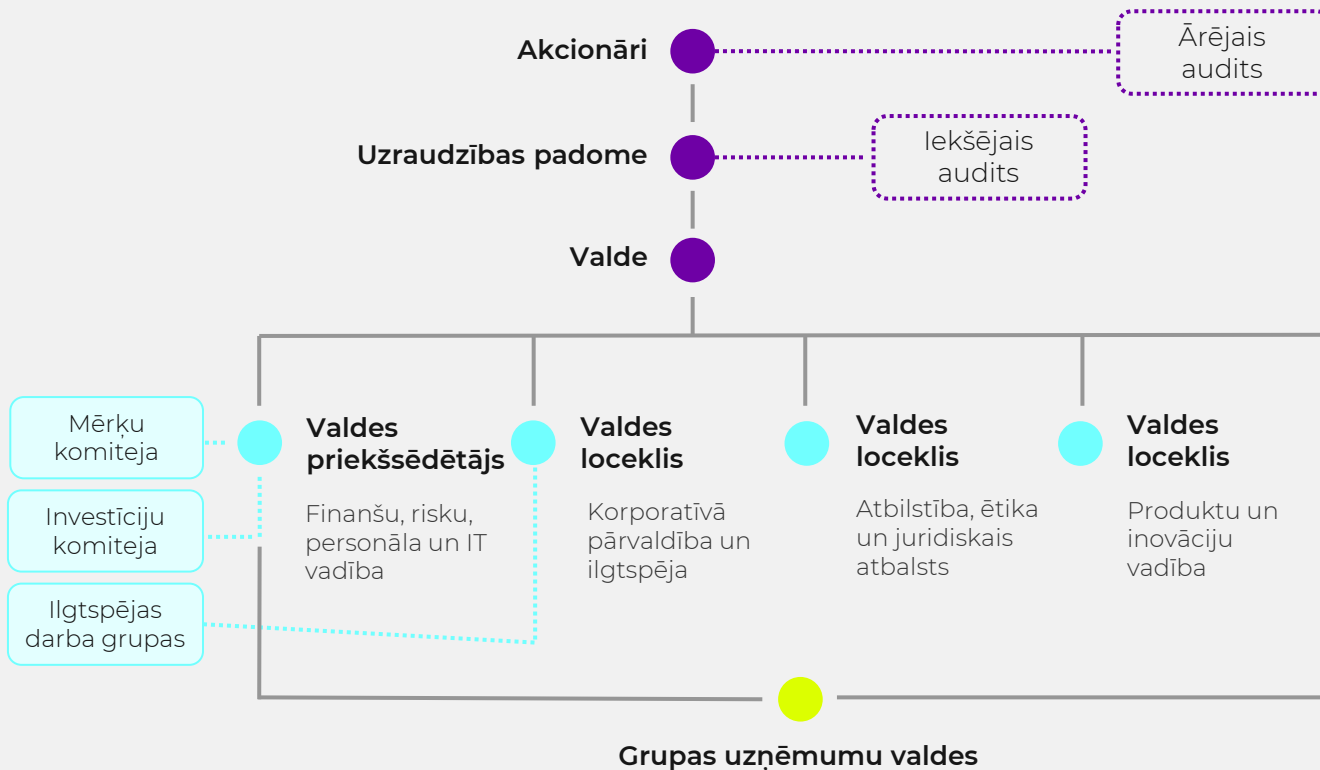 Akcionāri
Ārējais
audits
Uzraudzības padome
Iekšējais
audits
Valde
Mērķu
komiteja
Investīciju
komiteja
Ilgtspējas
darba grupas
Valdes
priekšsēdētājs
Finanšu, risku,
personāla un IT
vadība
Valdes
loceklis
Korporatīvā
pārvaldība un
ilgtspēja
Valdes
loceklis
Atbilstība, ētika
un juridiskais
atbalsts
Valdes
loceklis
Produktu un
inovāciju
vadība
Grupas uzņēmumu valdes